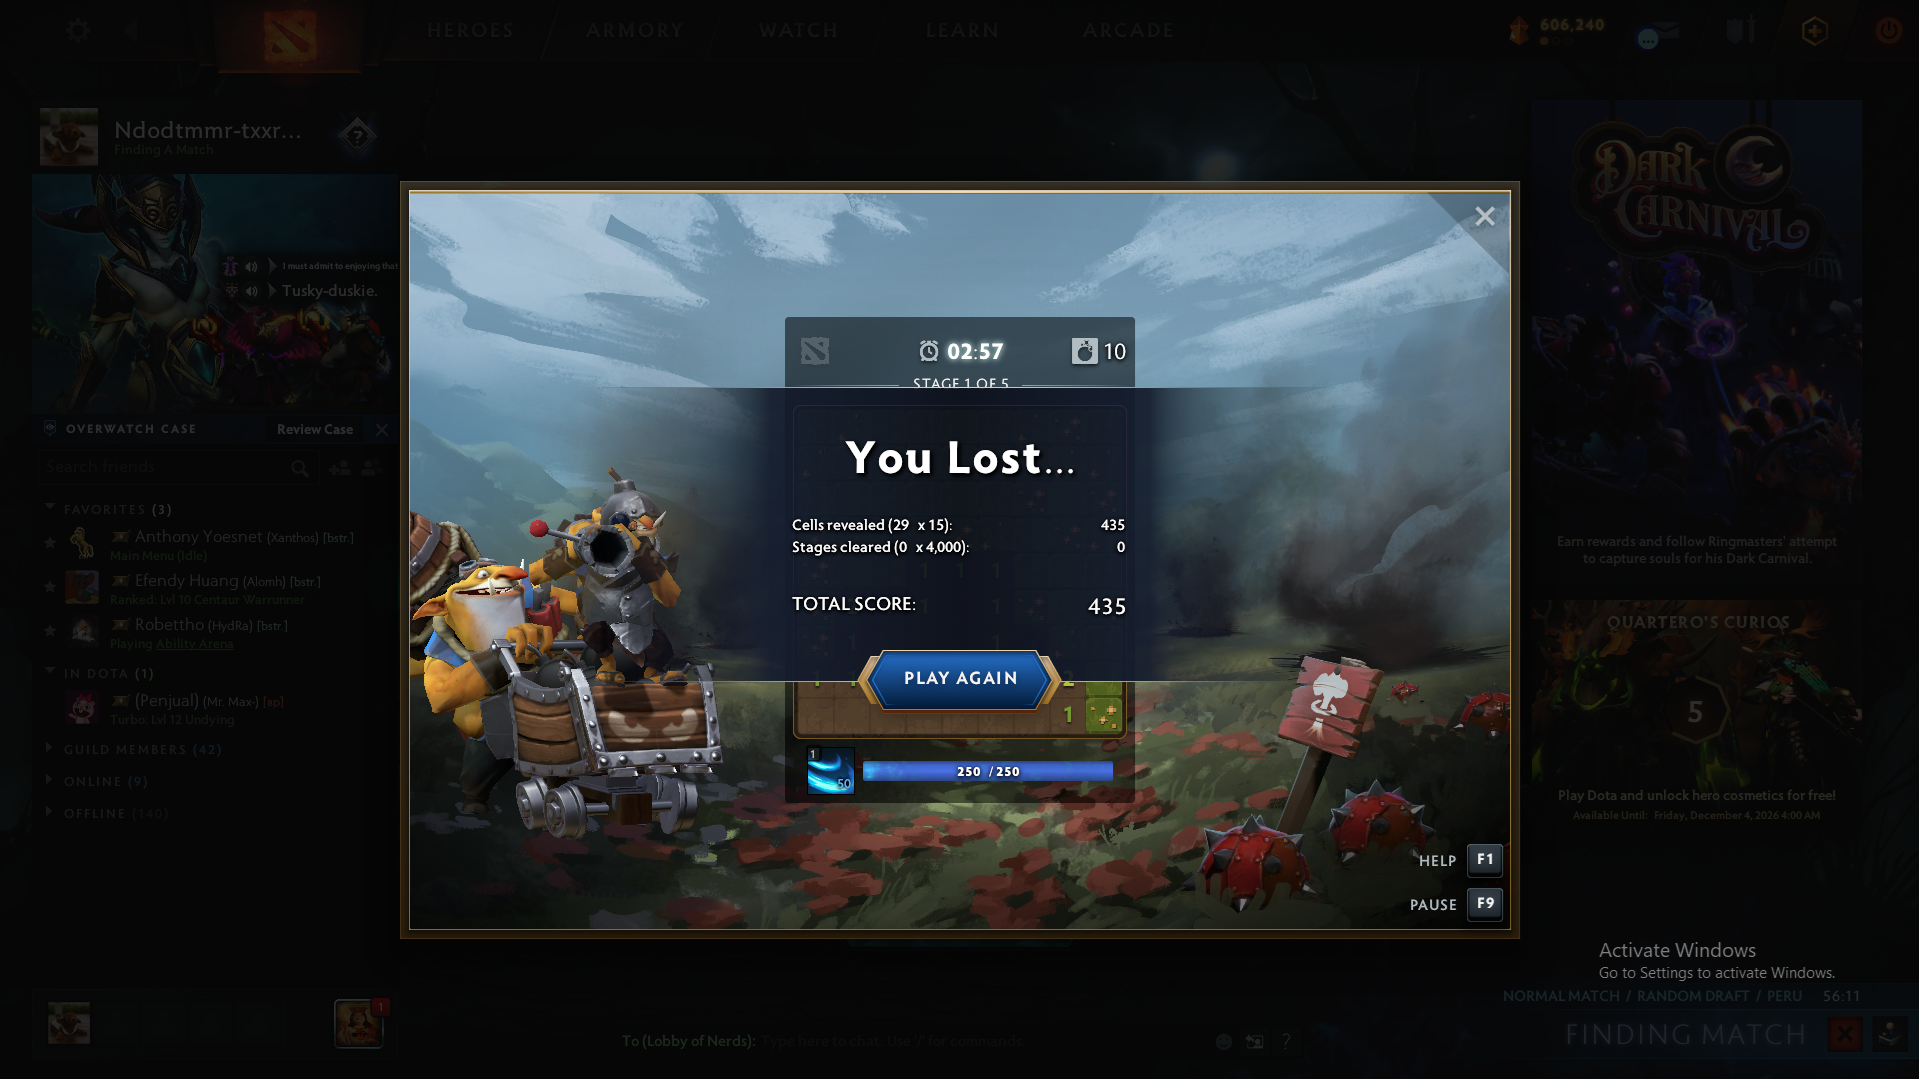 HEROES
ARMORY
WATCH
LEARN
ARCADE
606,240
Ndodtmmr-txxr...
Finding A Match
I must admit to enjoying that
Tusky-duskie.
OVERWATCH CASE
Review Case
Search friends
FAVORITES (3)
Anthony Yoesnet (Xanthos) [bstr.]
Main Menu (Idle)
Efendy Huang (Alomh) [bstr.]
Ranked: Lvl 10 Centaur Warrunner
Robettho (HydRa) [bstr.]
Playing Ability Arena
IN DOTA (1)
(Penjual) (Mr. Max-) [BD]
Turbo: Lvl 12 Undying
GUILD MEMBERS (42)
ONLINE (9)
OFFLINE (140)
02:57
10
STAGE 1 OF 5
You Lost...
Cells revealed (29 x 15): 435
Stages cleared (0 x 4,000): 0
TOTAL SCORE: 435
PLAY AGAIN
2
1
1
50
250 / 250
HELP F1
PAUSE F9
DARK CARNIVAL
Earn rewards and follow Ringmasters' attempt
to capture souls for his Dark Carnival.
QUARTERO'S CURIOS
5
Play Dota and unlock hero cosmetics for free!
Available Until: Friday, December 4, 2026 4:00 AM
Activate Windows
Go to Settings to activate Windows.
NORMAL MATCH / RANDOM DRAFT / PERU 56:11
FINDING MATCH
1
To (Lobby of Nerds): Type here to chat. Use '/' for commands.
?